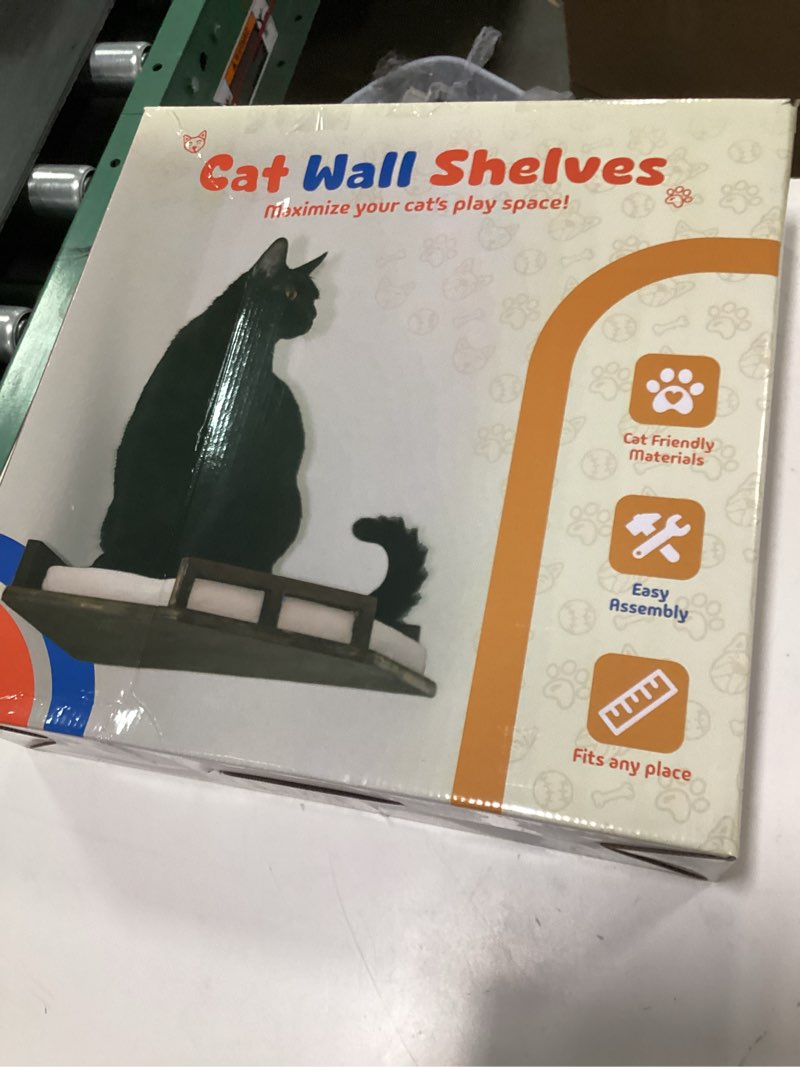 Cat Wall Shelves
Maximize your cat's play space!
Cat Friendly
Materials
Easy
Assembly
Fits any place